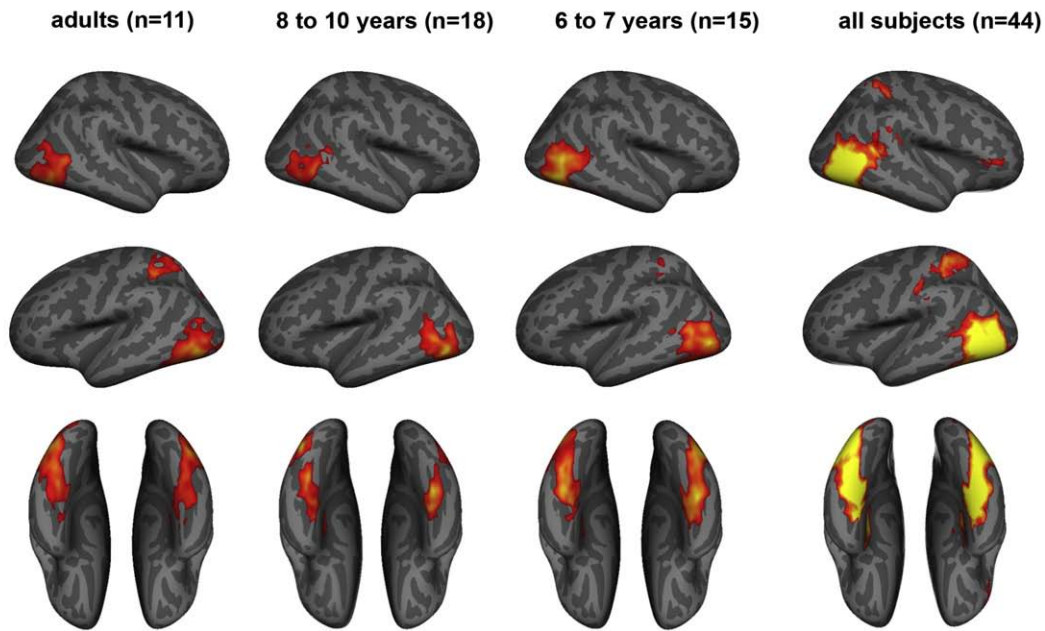 adults (n=11)
8 to 10 years (n=18)
6 to 7 years (n=15)
all subjects (n=44)